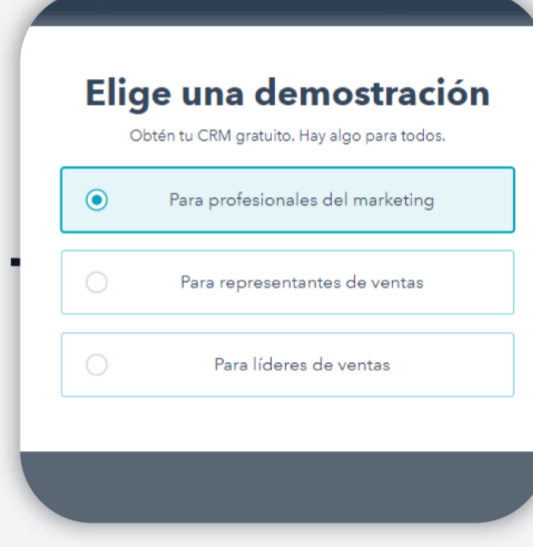 Elige una demostración
Obtén tu CRM gratuito. Hay algo para todos.
Para profesionales del marketing
Para representantes de ventas
Para líderes de ventas